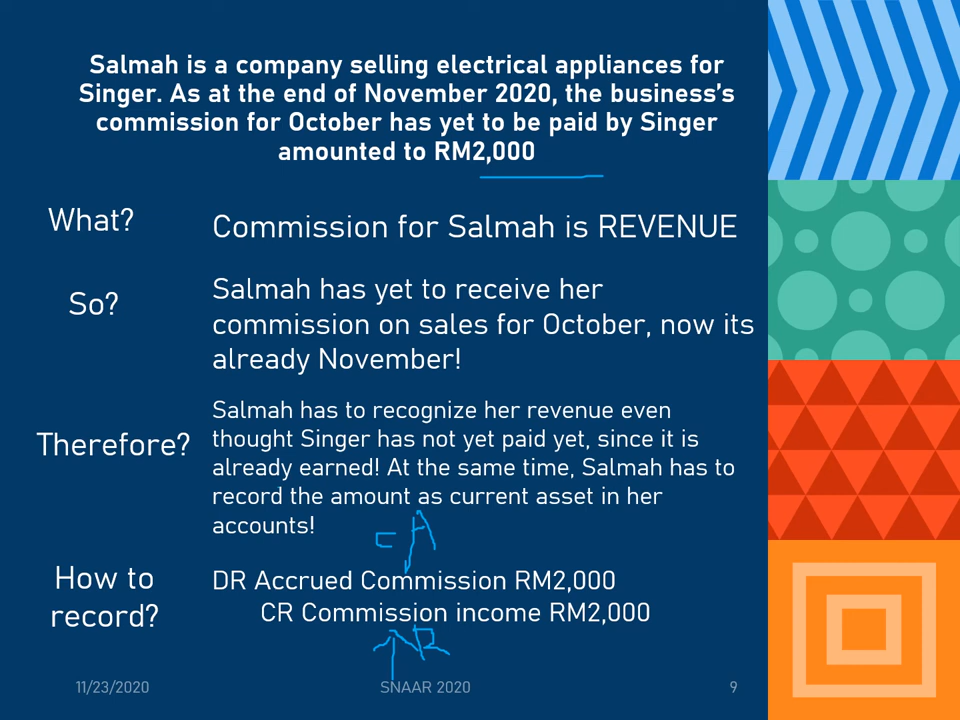 Salmah is a company selling electrical appliances for
Singer. As at the end of November 2020, the business's
commission for October has yet to be paid by Singer
amounted to RM2,000
What?
Commission for Salmah is REVENUE
So?
Salmah has yet to receive her
commission on sales for October, now its
already November!
Therefore?
Salmah has to recognize her revenue even
thought Singer has not yet paid yet, since it is
already earned! At the same time, Salmah has to
record the amount as current asset in her
accounts!
How to
record?
DR Accrued Commission RM2,000
CR Commission income RM2,000
11/23/2020
SNAAR 2020
9